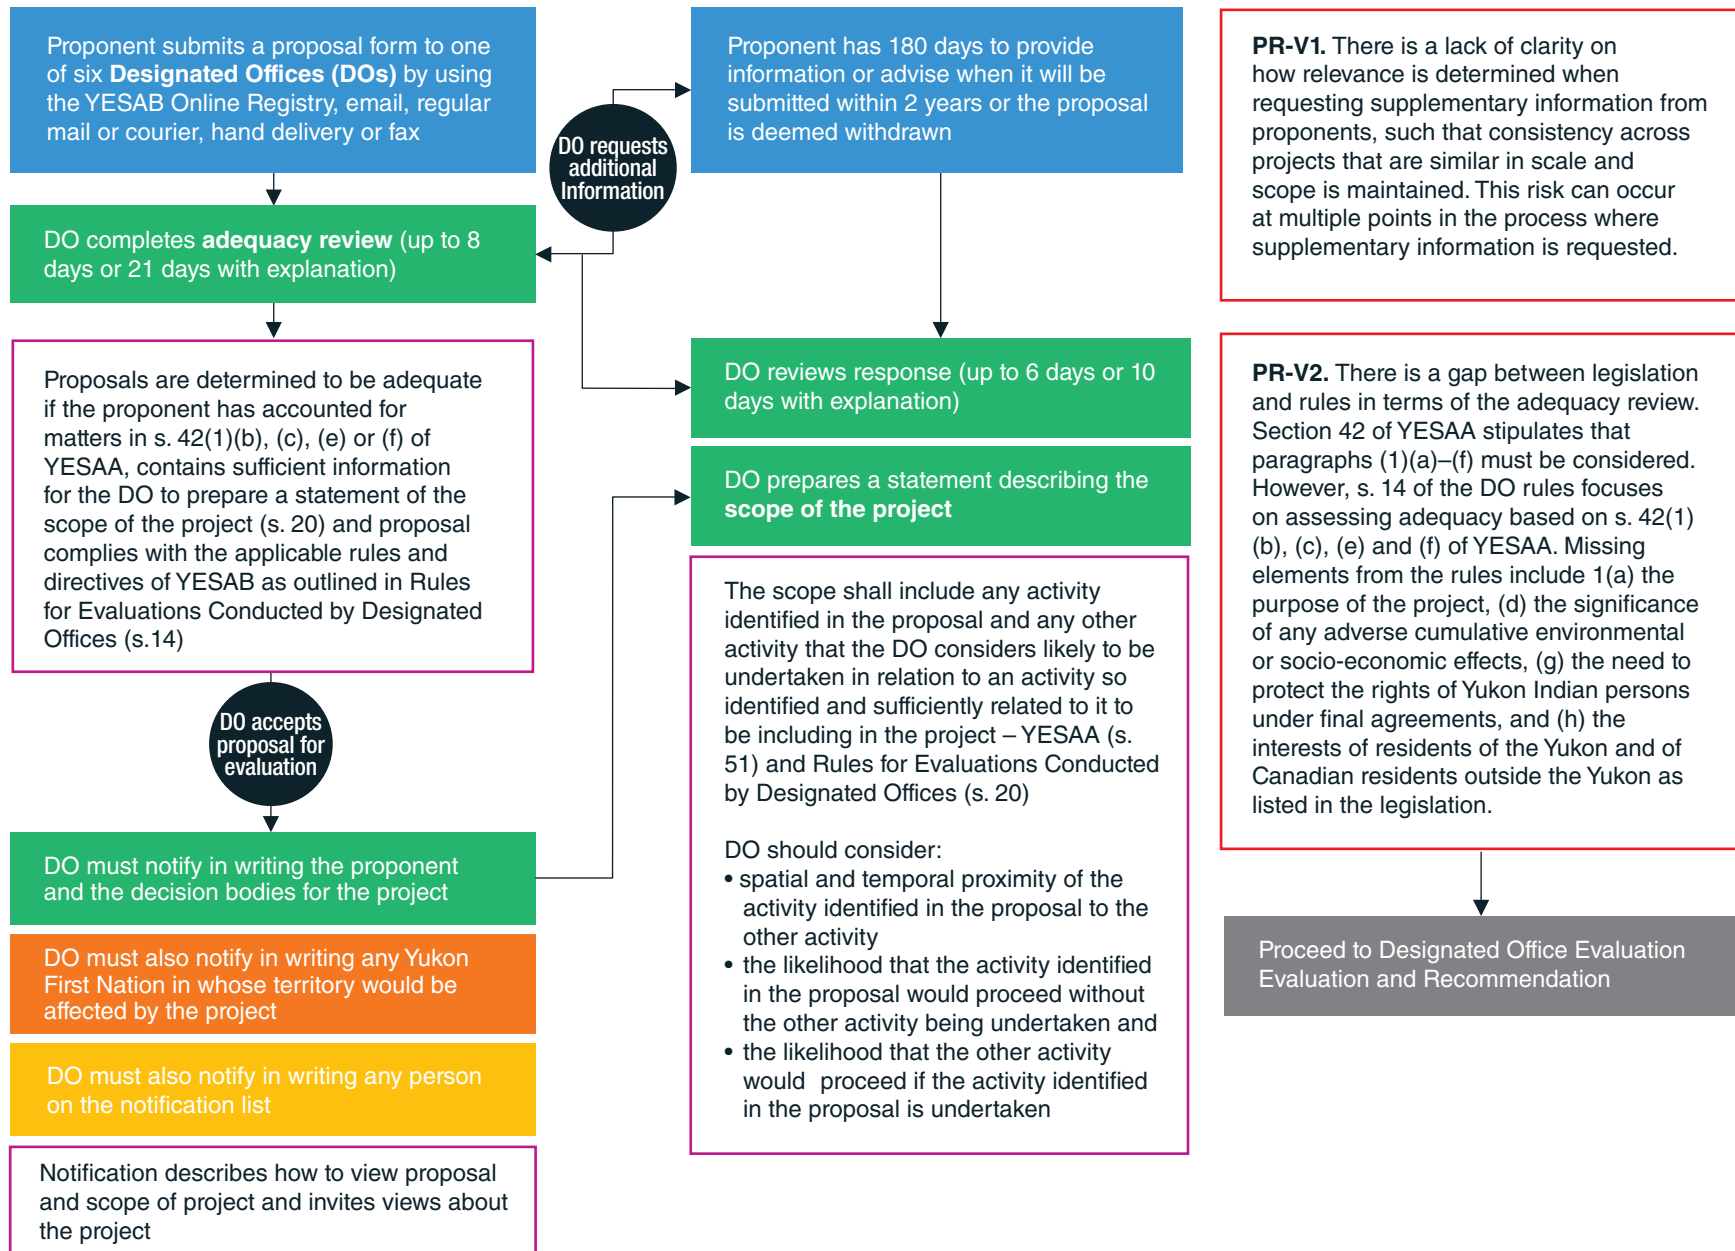 Proponent submits a proposal form to one
of six Designated Offices (DOs) by using
the YESAB Online Registry, email, regular
mail or courier, hand delivery or fax
DO completes adequacy review (up to 8
days or 21 days with explanation)
Proposals are determined to be adequate
if the proponent has accounted for
matters in s. 42(1)(b), (c), (e) or (f) of
YESAA, contains sufficient information
for the DO to prepare a statement of the
scope of the project (s. 20) and proposal
complies with the applicable rules and
directives of YESAB as outlined in Rules
for Evaluations Conducted by Designated
Offices (s.14)
DO accepts
proposal for
evaluation
DO must notify in writing the proponent
and the decision bodies for the project
DO must also notify in writing any Yukon
First Nation in whose territory would be
affected by the project
DO must also notify in writing any person
on the notification list
Notification describes how to view proposal
and scope of project and invites views about
the project
DO requests
additional
Information
Proponent has 180 days to provide
information or advise when it will be
submitted within 2 years or the proposal
is deemed withdrawn
DO reviews response (up to 6 days or 10
days with explanation)
DO prepares a statement describing the
scope of the project
The scope shall include any activity
identified in the proposal and any other
activity that the DO considers likely to be
undertaken in relation to an activity so
identified and sufficiently related to it to
be including in the project – YESAA (s.
51) and Rules for Evaluations Conducted
by Designated Offices (s. 20)
DO should consider:
• spatial and temporal proximity of the
activity identified in the proposal to the
other activity
• the likelihood that the activity identified
in the proposal would proceed without
the other activity being undertaken and
• the likelihood that the other activity
would proceed if the activity identified
in the proposal is undertaken
PR-V1. There is a lack of clarity on
how relevance is determined when
requesting supplementary information from
proponents, such that consistency across
projects that are similar in scale and
scope is maintained. This risk can occur
at multiple points in the process where
supplementary information is requested.
PR-V2. There is a gap between legislation
and rules in terms of the adequacy review.
Section 42 of YESAA stipulates that
paragraphs (1)(a)–(f) must be considered.
However, s. 14 of the DO rules focuses
on assessing adequacy based on s. 42(1)
(b), (c), (e) and (f) of YESAA. Missing
elements from the rules include 1(a) the
purpose of the project, (d) the significance
of any adverse cumulative environmental
or socio-economic effects, (g) the need to
protect the rights of Yukon Indian persons
under final agreements, and (h) the
interests of residents of the Yukon and of
Canadian residents outside the Yukon as
listed in the legislation.
Proceed to Designated Office Evaluation
Evaluation and Recommendation